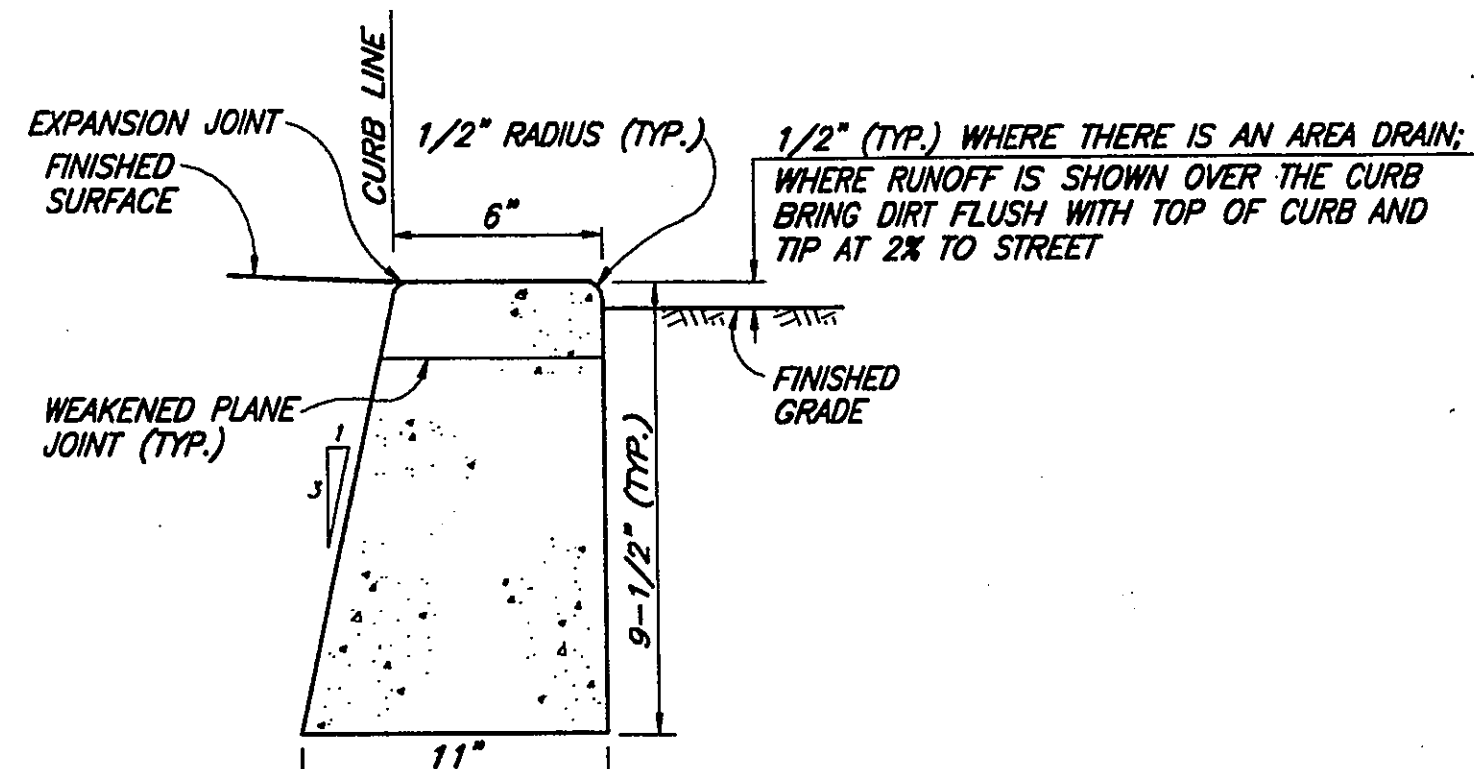 CURB LINE
EXPANSION JOINT
FINISHED
SURFACE
1/2" RADIUS (TYP.)
6"
1/2" (TYP.) WHERE THERE IS AN AREA DRAIN;
WHERE RUNOFF IS SHOWN OVER THE CURB
BRING DIRT FLUSH WITH TOP OF CURB AND
TIP AT 2% TO STREET
WEAKENED PLANE
JOINT (TYP.)
1
3
9-1/2" (TYP.)
FINISHED
GRADE
11"